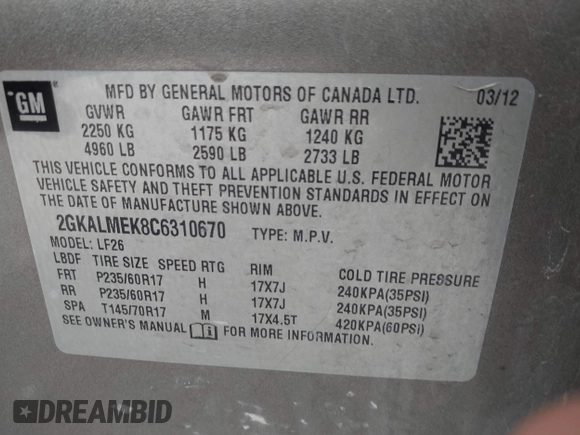 GM
MFD BY GENERAL MOTORS OF CANADA LTD. 03/12
GVWR GAWR FRT GAWR RR
2250 KG 1175 KG 1240 KG
4960 LB 2590 LB 2733 LB
THIS VEHICLE CONFORMS TO ALL APPLICABLE U.S. FEDERAL MOTOR
VEHICLE SAFETY AND THEFT PREVENTION STANDARDS IN EFFECT ON
THE DATE OF MANUFACTURE SHOWN ABOVE.
2GKALMEK8C6310670 TYPE: M.P.V.
MODEL: LF26
LBDF TIRE SIZE SPEED RTG RIM COLD TIRE PRESSURE
FRT P235/60R17 H 17X7J 240KPA(35PSI)
RR P235/60R17 H 17X7J 240KPA(35PSI)
SPA T145/70R17 M 17X4.5T 420KPA(60PSI)
SEE OWNER'S MANUAL FOR MORE INFORMATION.
DREAMBID